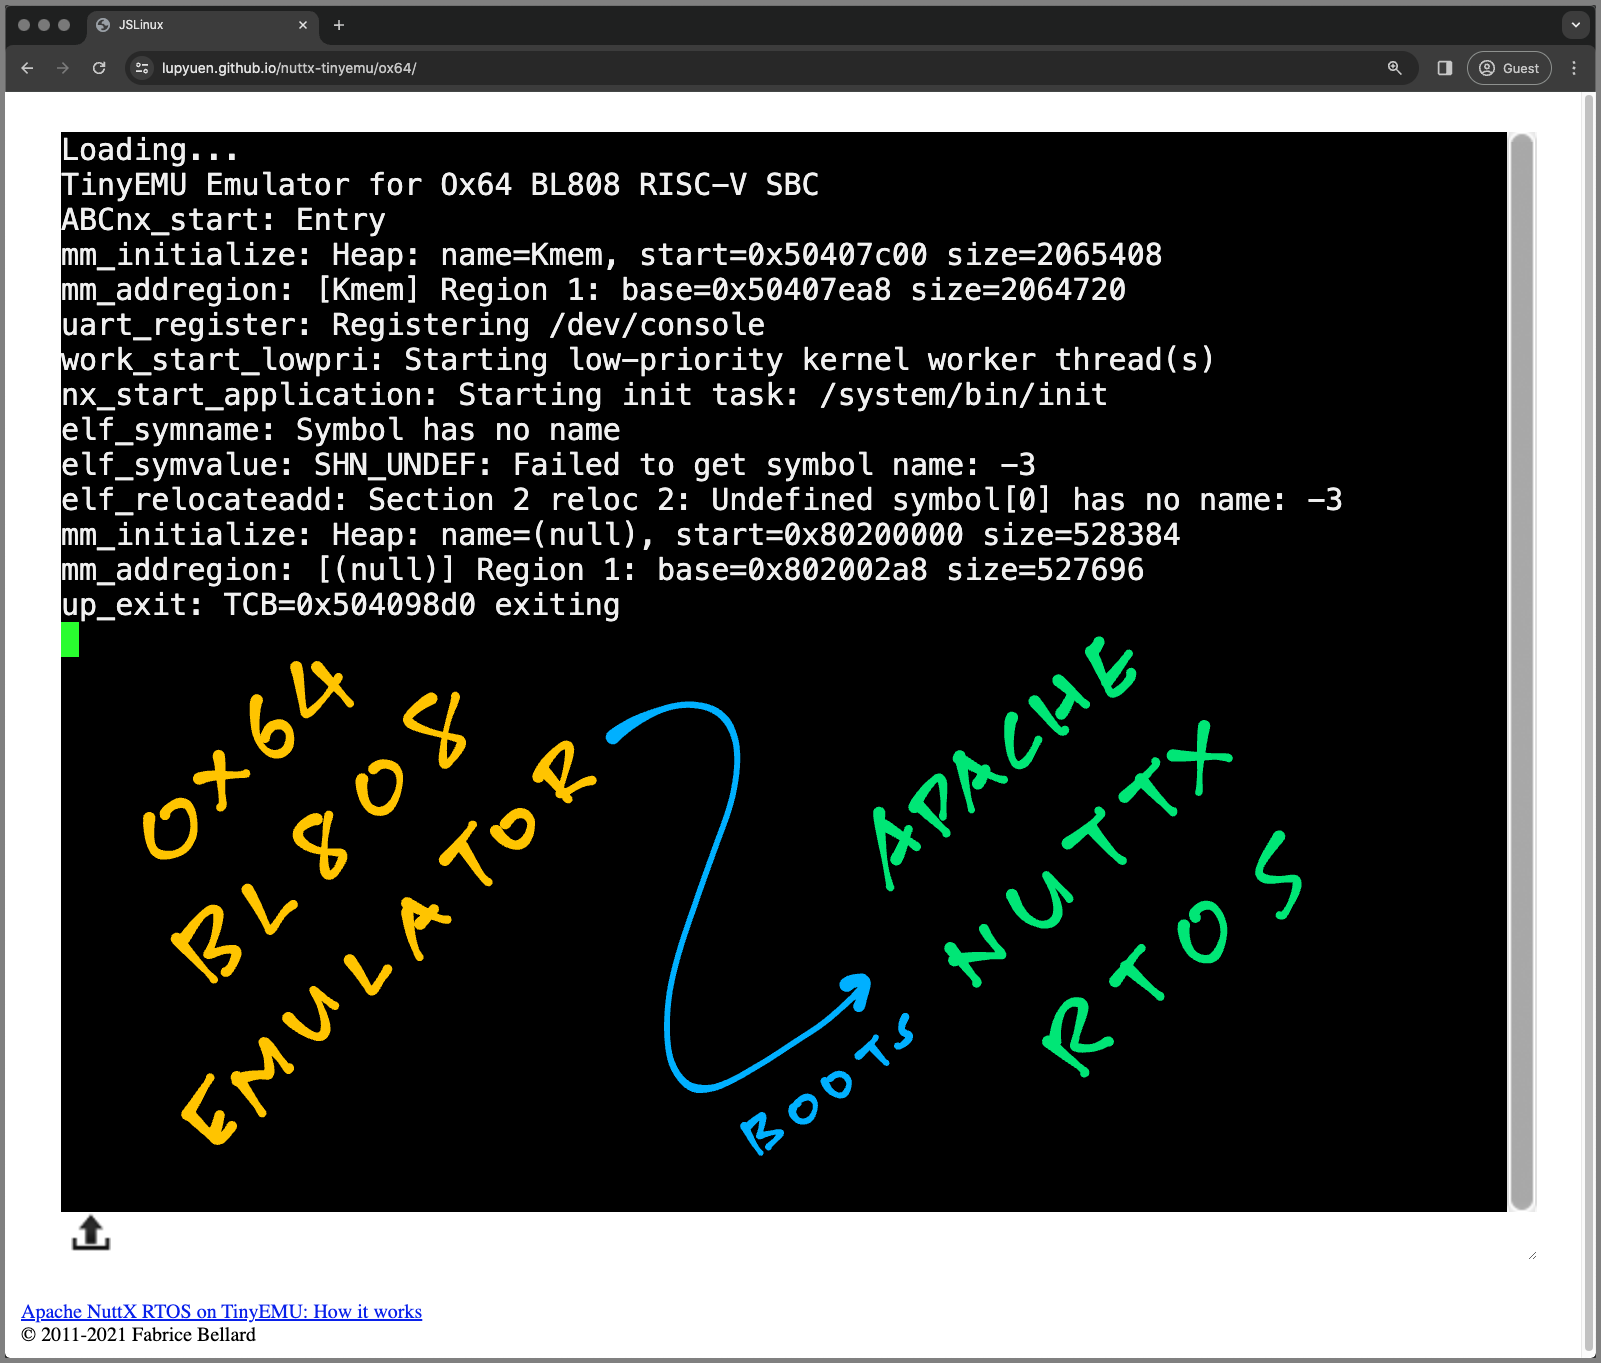 JSLinux
lupyuen.github.io/nuttx-tinyemu/ox64/
Guest
Loading...
TinyEMU Emulator for Ox64 BL808 RISC-V SBC
ABCnx_start: Entry
mm_initialize: Heap: name=Kmem, start=0x50407c00 size=2065408
mm_addregion: [Kmem] Region 1: base=0x50407ea8 size=2064720
uart_register: Registering /dev/console
work_start_lowpri: Starting low-priority kernel worker thread(s)
nx_start_application: Starting init task: /system/bin/init
elf_symname: Symbol has no name
elf_symvalue: SHN_UNDEF: Failed to get symbol name: -3
elf_relocateadd: Section 2 reloc 2: Undefined symbol[0] has no name: -3
mm_initialize: Heap: name=(null), start=0x80200000 size=528384
mm_addregion: [(null)] Region 1: base=0x802002a8 size=527696
up_exit: TCB=0x504098d0 exiting
OX64
BL808
EMULATOR
BOOTS
APACHE
NUTTX
RTOS
Apache NuttX RTOS on TinyEMU: How it works
© 2011-2021 Fabrice Bellard